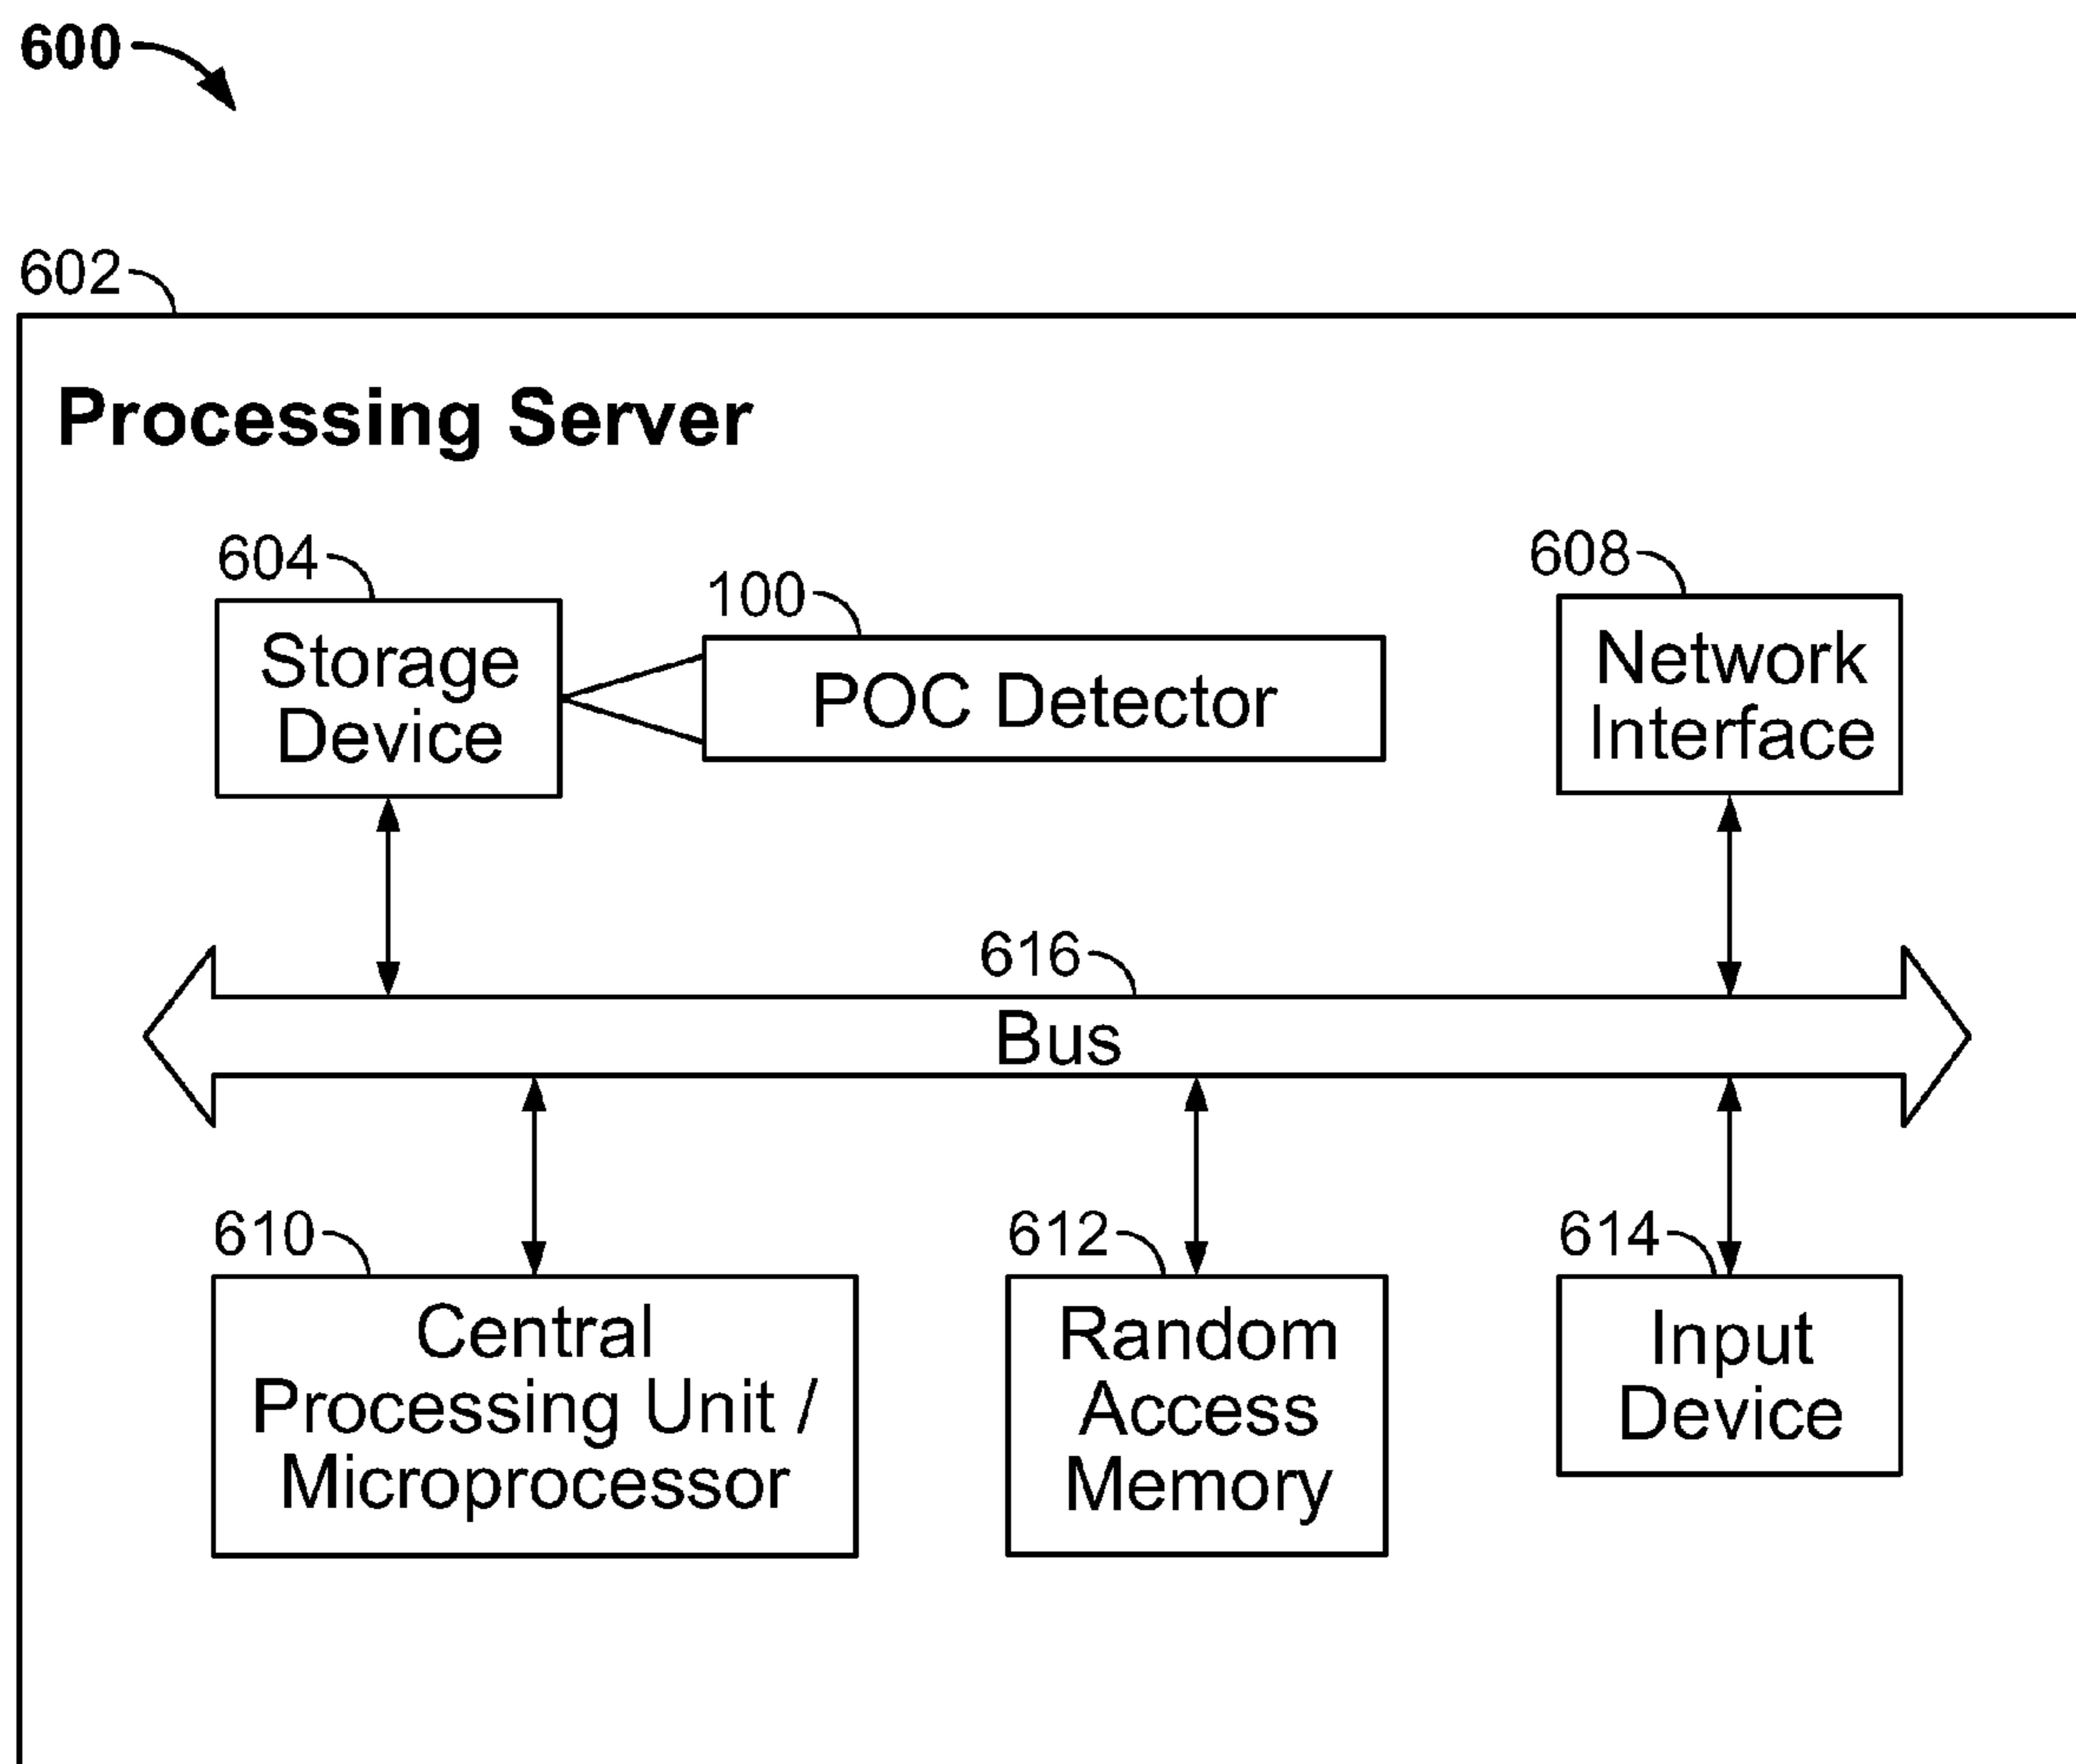 600
602
Processing Server
604
Storage
Device
100
POC Detector
608
Network
Interface
616
Bus
610
Central
Processing Unit /
Microprocessor
612
Random
Access
Memory
614
Input
Device